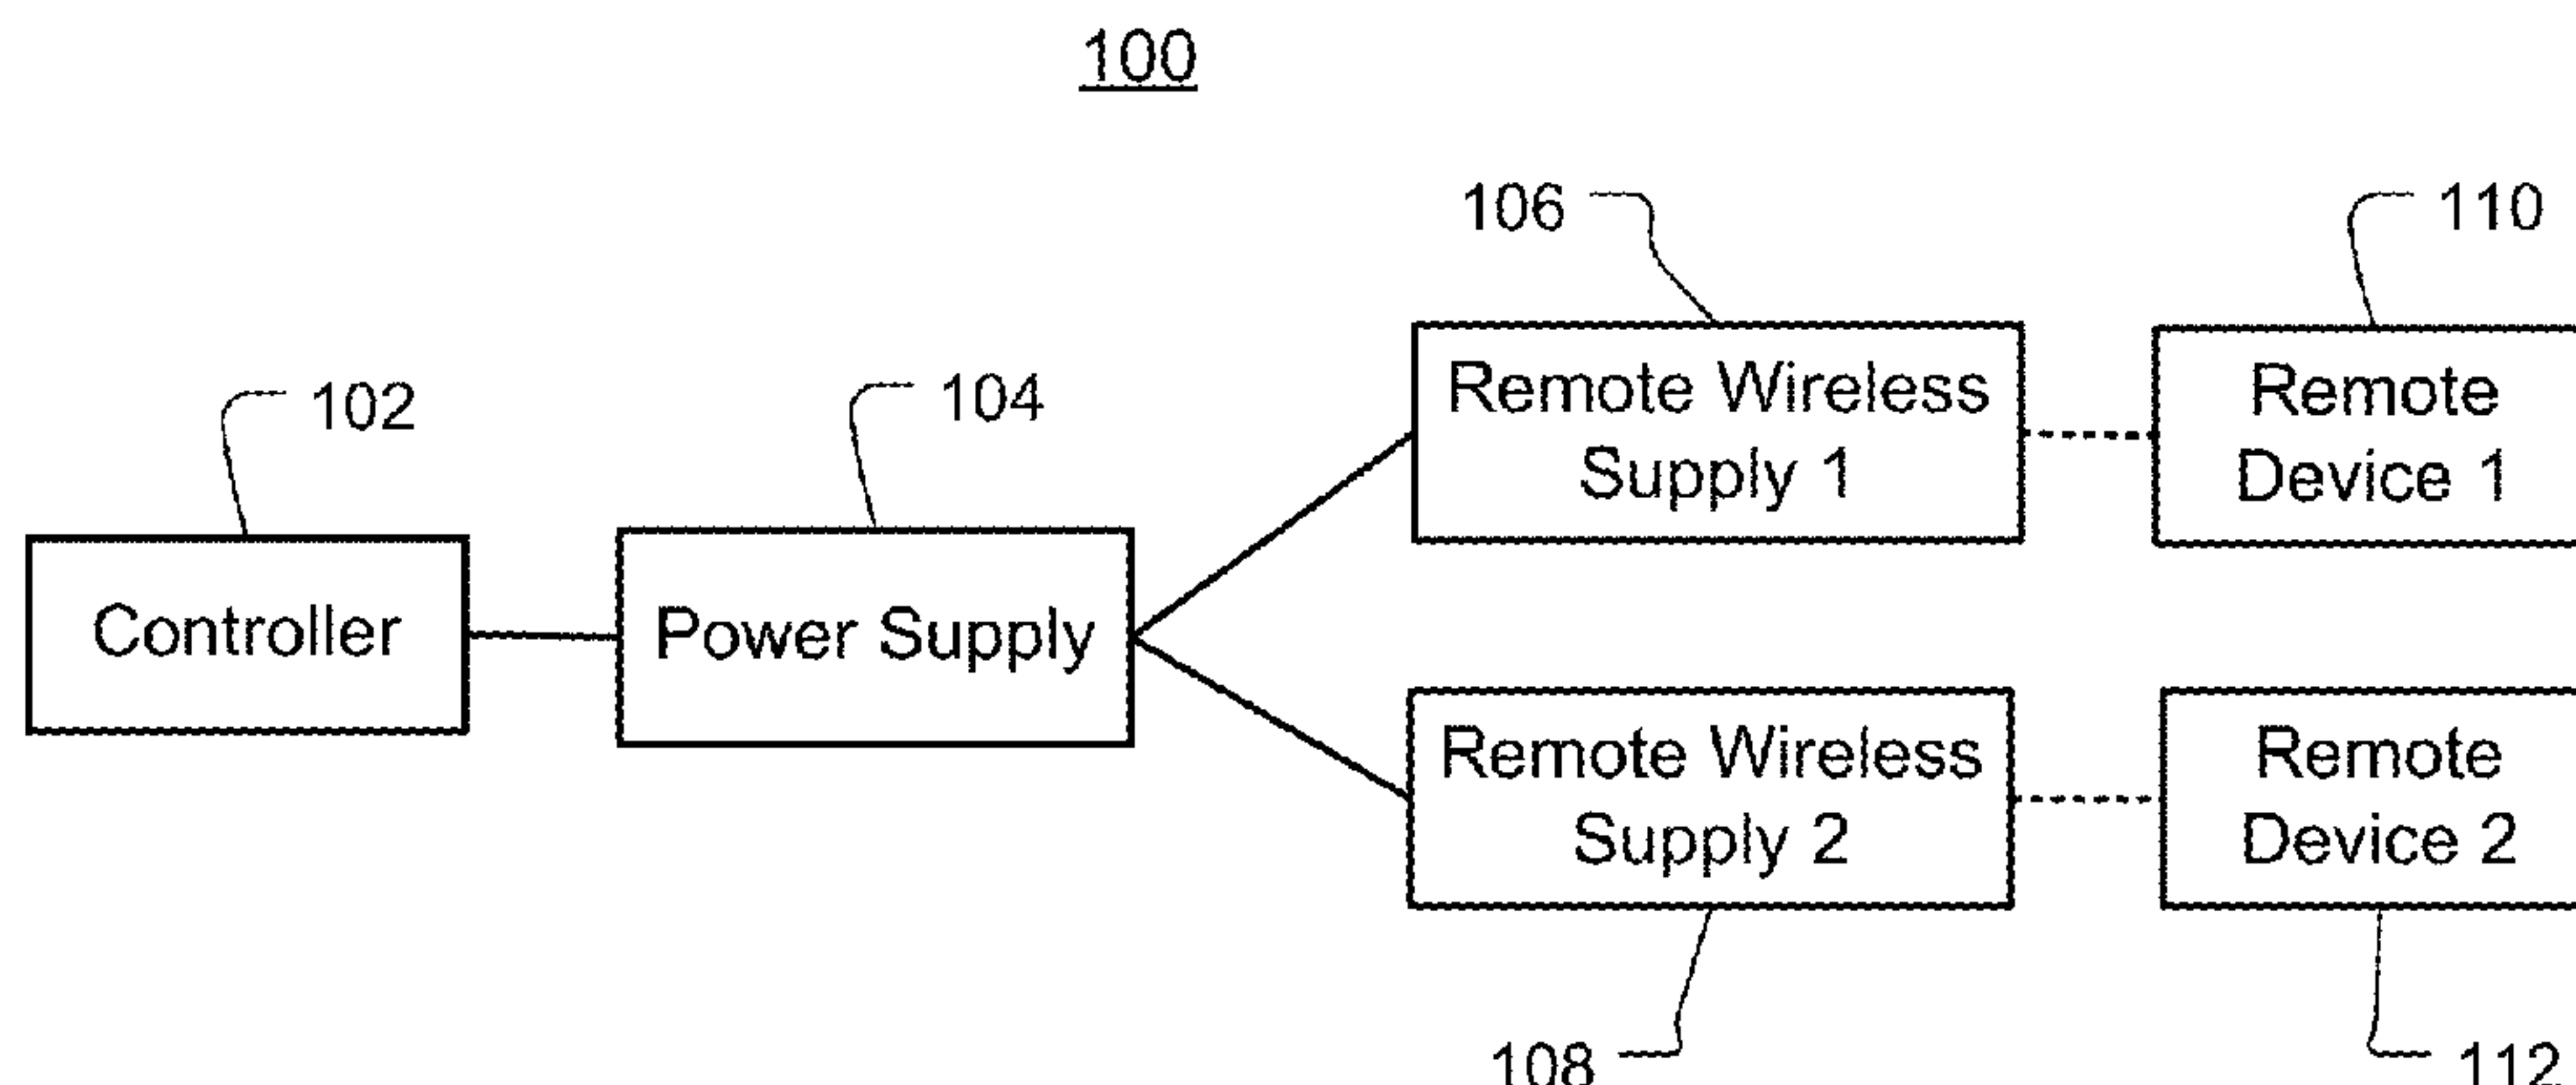 100
106
110
102
104
Remote Wireless
Supply 1
Remote
Device 1
Controller
Power Supply
Remote Wireless
Supply 2
Remote
Device 2
108
112